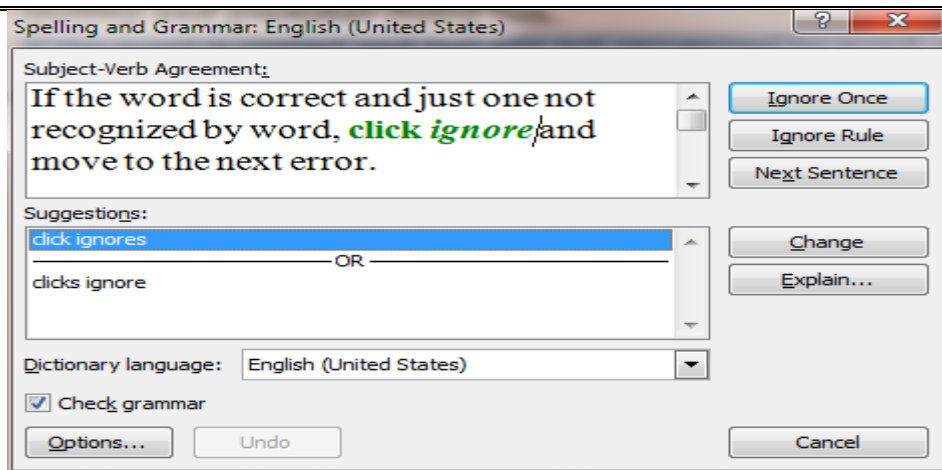 Spelling and Grammar: English (United States)
Subject-Verb Agreement:
If the word is correct and just one not
recognized by word, click ignore and
move to the next error.
Ignore Once
Ignore Rule
Next Sentence
Suggestions:
click ignores
OR
clicks ignore
Change
Explain...
Dictionary language: English (United States)
Check grammar
Options... Undo Cancel